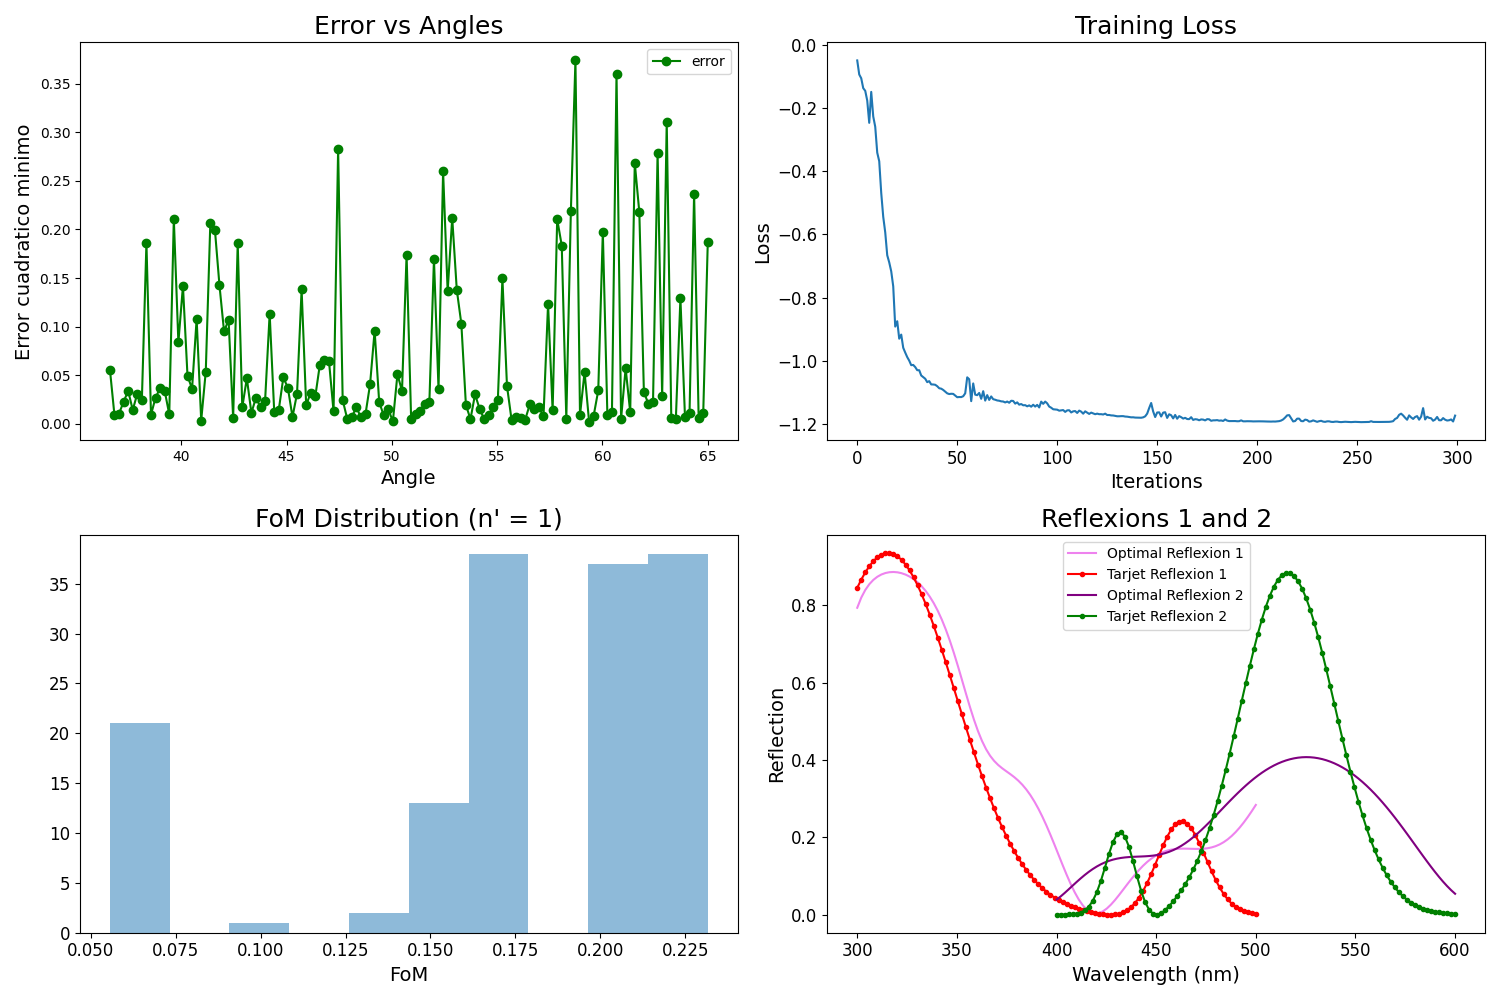 Error vs Angles
error
0.35
0.30
0.25
0.20
0.15
0.10
0.05
0.00
Error cuadratico minimo
40 45 50 55 60 65
Angle
Training Loss
0.0
−0.2
−0.4
−0.6
−0.8
−1.0
−1.2
Loss
0 50 100 150 200 250 300
Iterations
FoM Distribution (n' = 1)
35
30
25
20
15
10
5
0
0.050 0.075 0.100 0.125 0.150 0.175 0.200 0.225
FoM
Reflexions 1 and 2
Optimal Reflexion 1
Tarjet Reflexion 1
Optimal Reflexion 2
Tarjet Reflexion 2
0.8
0.6
0.4
0.2
0.0
Reflection
300 350 400 450 500 550 600
Wavelength (nm)